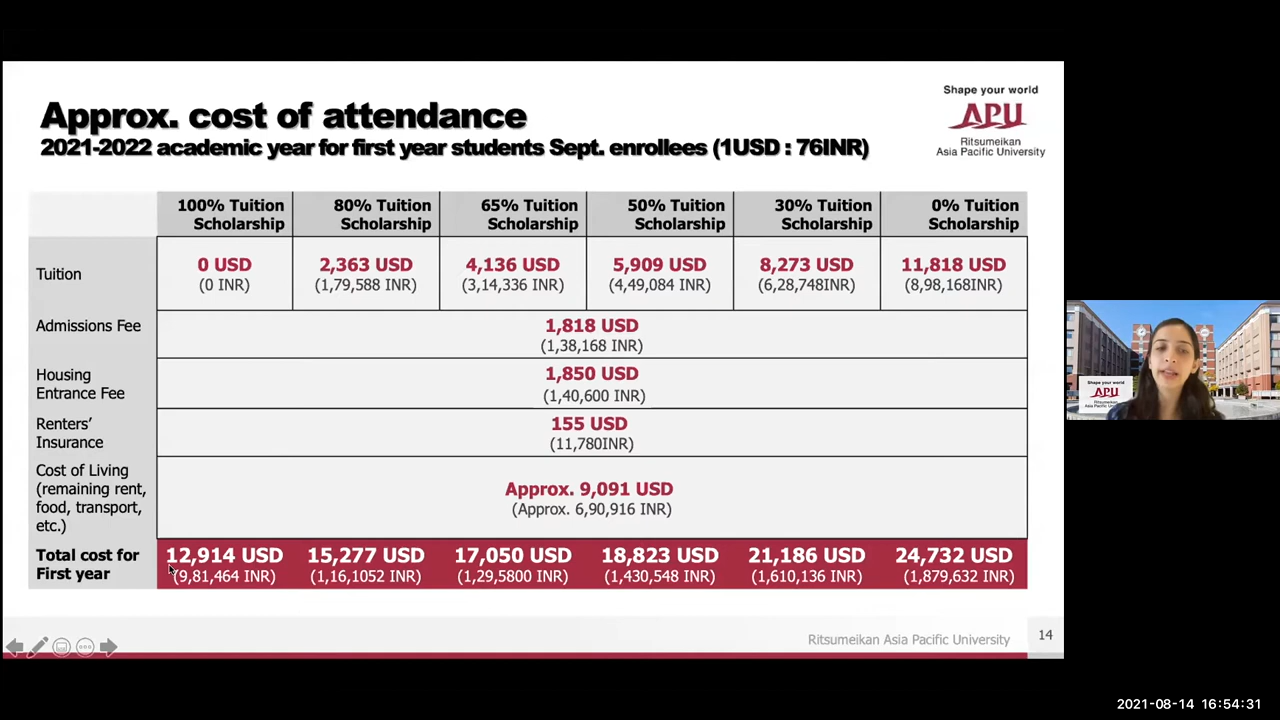 Approx. cost of attendance
2021-2022 academic year for first year students Sept. enrollees (1USD : 76INR)
Shape your world
APU
Ritsumeikan
Asia Pacific University
100% Tuition
Scholarship
80% Tuition
Scholarship
65% Tuition
Scholarship
50% Tuition
Scholarship
30% Tuition
Scholarship
0% Tuition
Scholarship
Tuition
0 USD
(0 INR)
2,363 USD
(1,79,588 INR)
4,136 USD
(3,14,336 INR)
5,909 USD
(4,49,084 INR)
8,273 USD
(6,28,748INR)
11,818 USD
(8,98,168INR)
Admissions Fee
1,818 USD
(1,38,168 INR)
Housing
Entrance Fee
1,850 USD
(1,40,600 INR)
Renters’
Insurance
155 USD
(11,780INR)
Cost of Living
(remaining rent,
food, transport,
etc.)
Approx. 9,091 USD
(Approx. 6,90,916 INR)
Total cost for
First year
12,914 USD
(9,81,464 INR)
15,277 USD
(1,16,1052 INR)
17,050 USD
(1,29,5800 INR)
18,823 USD
(1,430,548 INR)
21,186 USD
(1,610,136 INR)
24,732 USD
(1,879,632 INR)
Ritsumeikan Asia Pacific University
14
Shape your world
APU
Ritsumeikan
Asia Pacific University
2021-08-14 16:54:31